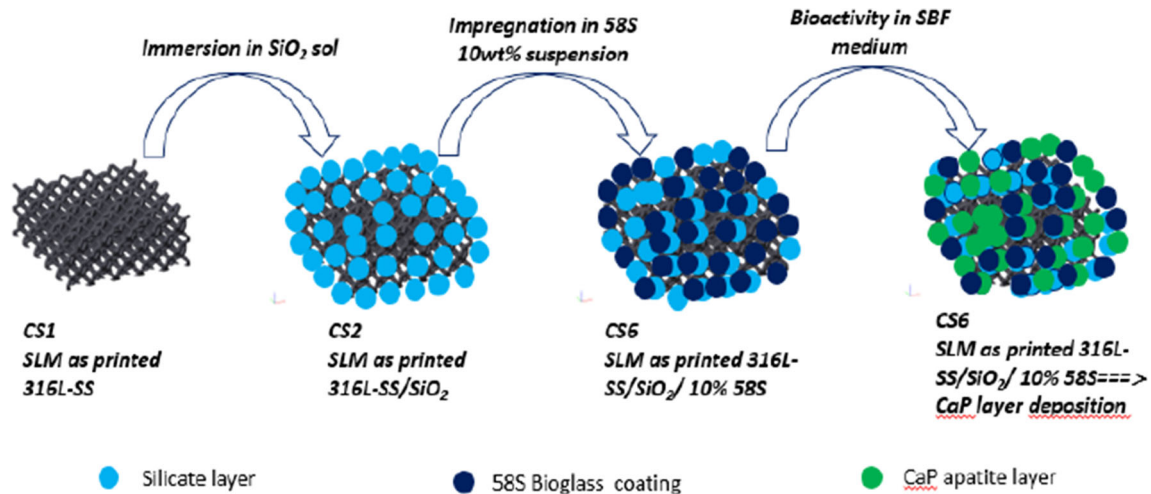 Immersion in SiO₂ sol
Impregnation in 58S
10wt% suspension
Bioactivity in SBF
medium
CS1
SLM as printed
316L-SS
CS2
SLM as printed
316L-SS/SiO₂
CS6
SLM as printed 316L-
SS/SiO₂/ 10% 58S
CS6
SLM as printed 316L-
SS/SiO₂/ 10% 58S===>
CaP layer deposition
Silicate layer
58S Bioglass coating
CaP apatite layer